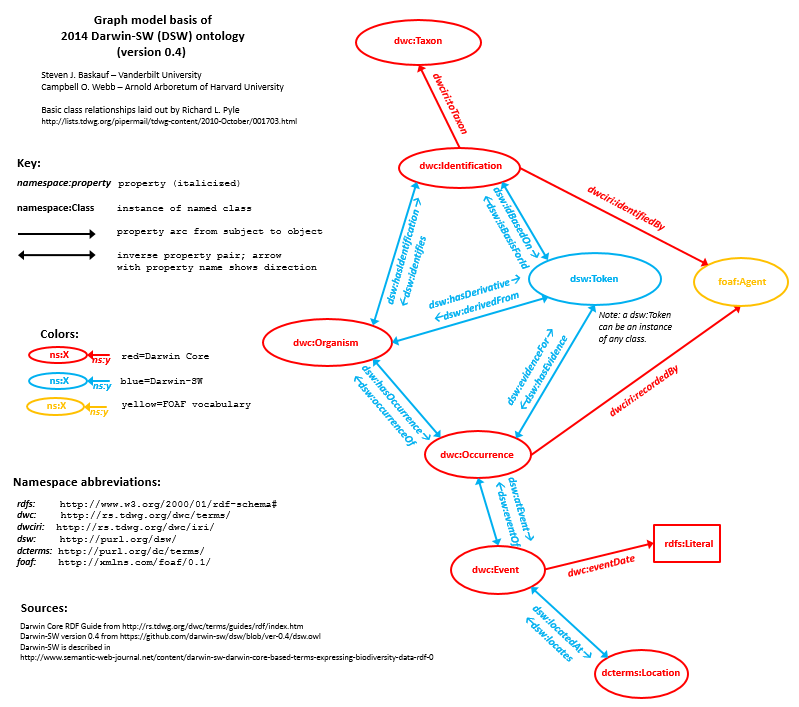 Graph model basis of
2014 Darwin-SW (DSW) ontology
(version 0.4)
Steven J. Baskauf – Vanderbilt University
Campbell O. Webb – Arnold Arboretum of Harvard University
Basic class relationships laid out by Richard L. Pyle
http://lists.tdwg.org/pipermail/tdwg-content/2010-October/001703.html
Key:
namespace:property property (italicized)
namespace:Class instance of named class
property arc from subject to object
inverse property pair; arrow
with property name shows direction
Colors:
ns:X ns:y red=Darwin Core
ns:X ns:y blue=Darwin-SW
ns:X ns:y yellow=FOAF vocabulary
Namespace abbreviations:
rdfs: http://www.w3.org/2000/01/rdf-schema#
dwc: http://rs.tdwg.org/dwc/terms/
dwciri: http://rs.tdwg.org/dwc/iri/
dsw: http://purl.org/dsw/
dcterms: http://purl.org/dc/terms/
foaf: http://xmlns.com/foaf/0.1/
Sources:
Darwin Core RDF Guide from http://rs.tdwg.org/dwc/terms/guides/rdf/index.htm
Darwin-SW version 0.4 from https://github.com/darwin-sw/dsw/blob/ver-0.4/dsw.owl
Darwin-SW is described in
http://www.semantic-web-journal.net/content/darwin-sw-darwin-core-based-terms-expressing-biodiversity-data-rdf-0
dwc:Taxon
dwciri:toTaxon
dwc:Identification
dwciri:identifiedBy
dsw:idBasedOn →
← dsw:isBasisForId
dsw:hasIdentification →
← dsw:identifies
dsw:Token
foaf:Agent
dsw:hasDerivative →
← dsw:derivedFrom
Note: a dsw:Token
can be an instance
of any class.
dwc:Organism
dsw:evidenceFor →
← dsw:hasEvidence
dwciri:recordedBy
dsw:hasOccurrence →
← dsw:occurrenceOf
dwc:Occurrence
dsw:atEvent →
← dsw:eventOf
dwc:Event
dwc:eventDate
rdfs:Literal
dsw:locatedAt →
← dsw:locates
dcterms:Location